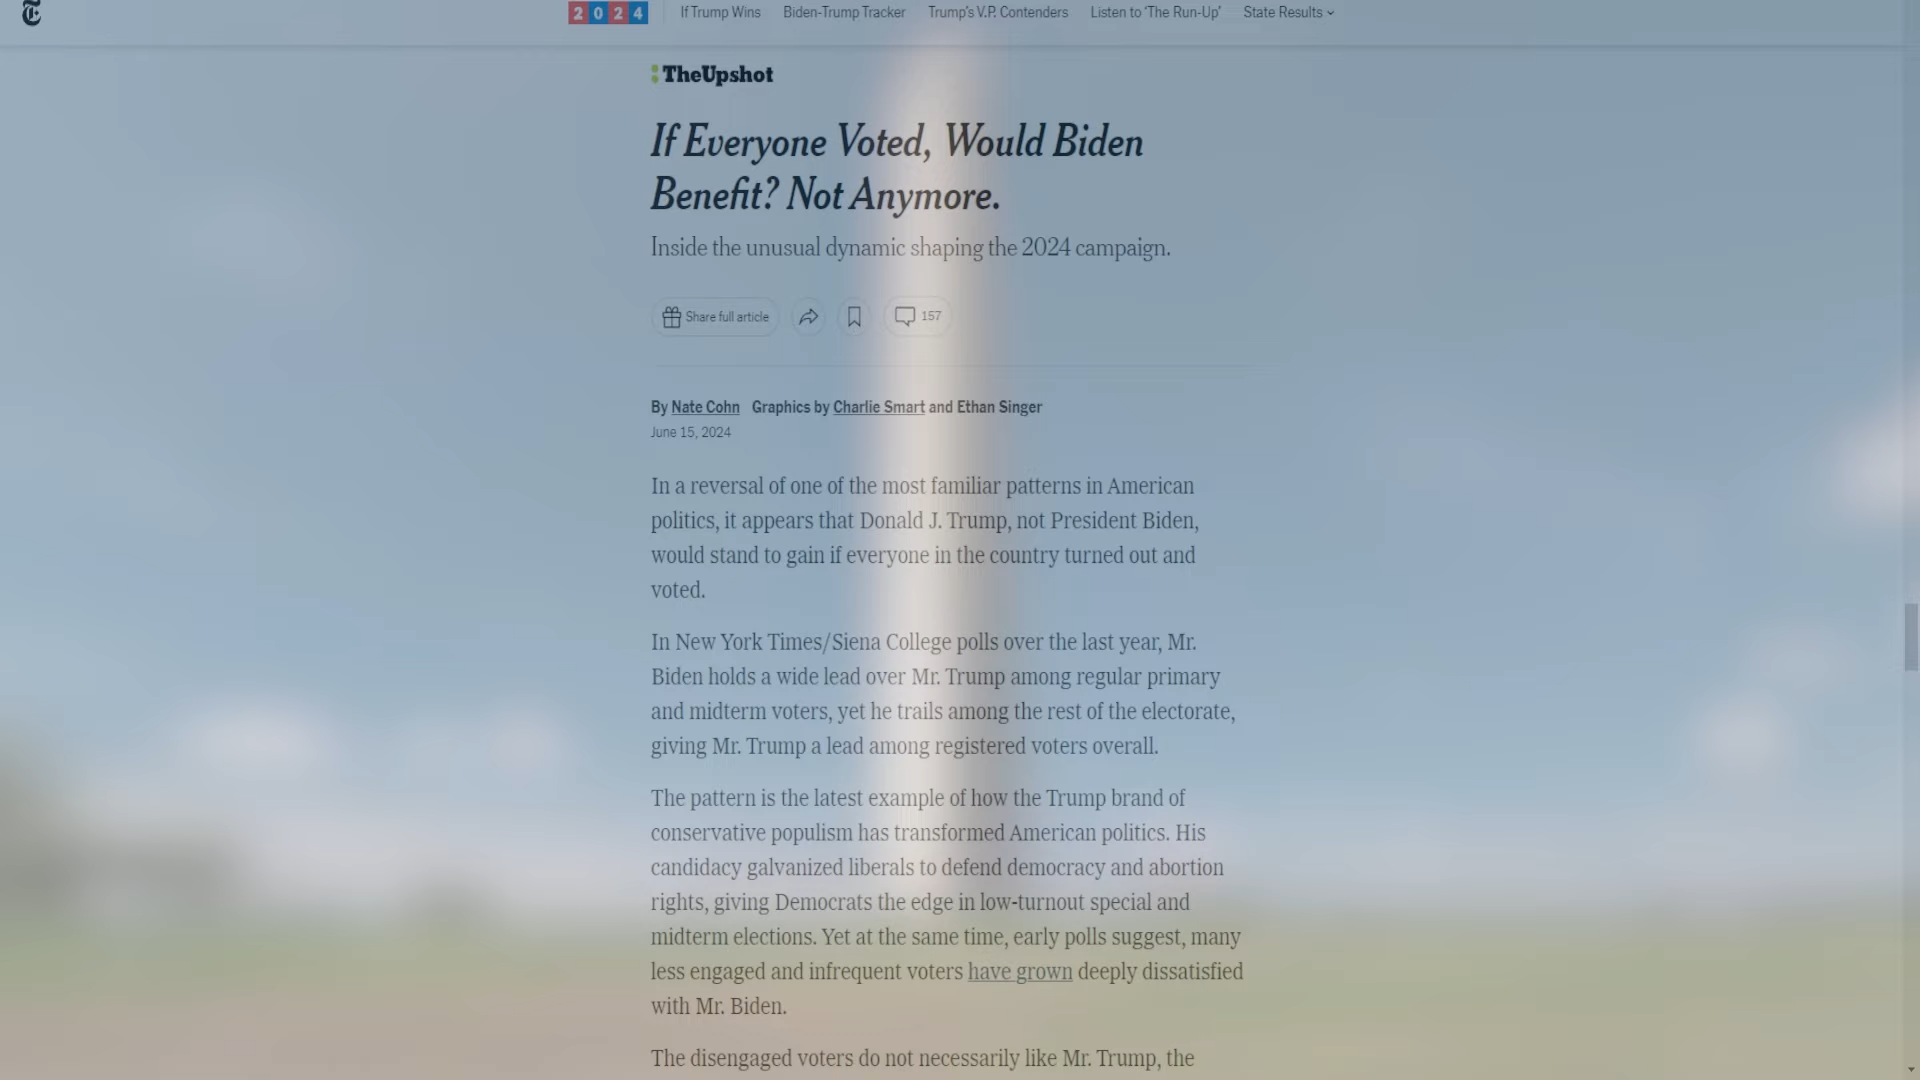 2024 If Trump Wins Biden-Trump Tracker Trump's V.P. Contenders Listen to 'The Run-Up' State Results
TheUpshot
If Everyone Voted, Would Biden
Benefit? Not Anymore.
Inside the unusual dynamic shaping the 2024 campaign.
Share full article 157
By Nate Cohn Graphics by Charlie Smart and Ethan Singer
June 15, 2024
In a reversal of one of the most familiar patterns in American
politics, it appears that Donald J. Trump, not President Biden,
would stand to gain if everyone in the country turned out and
voted.
In New York Times/Siena College polls over the last year, Mr.
Biden holds a wide lead over Mr. Trump among regular primary
and midterm voters, yet he trails among the rest of the electorate,
giving Mr. Trump a lead among registered voters overall.
The pattern is the latest example of how the Trump brand of
conservative populism has transformed American politics. His
candidacy galvanized liberals to defend democracy and abortion
rights, giving Democrats the edge in low-turnout special and
midterm elections. Yet at the same time, early polls suggest, many
less engaged and infrequent voters have grown deeply dissatisfied
with Mr. Biden.
The disengaged voters do not necessarily like Mr. Trump, the